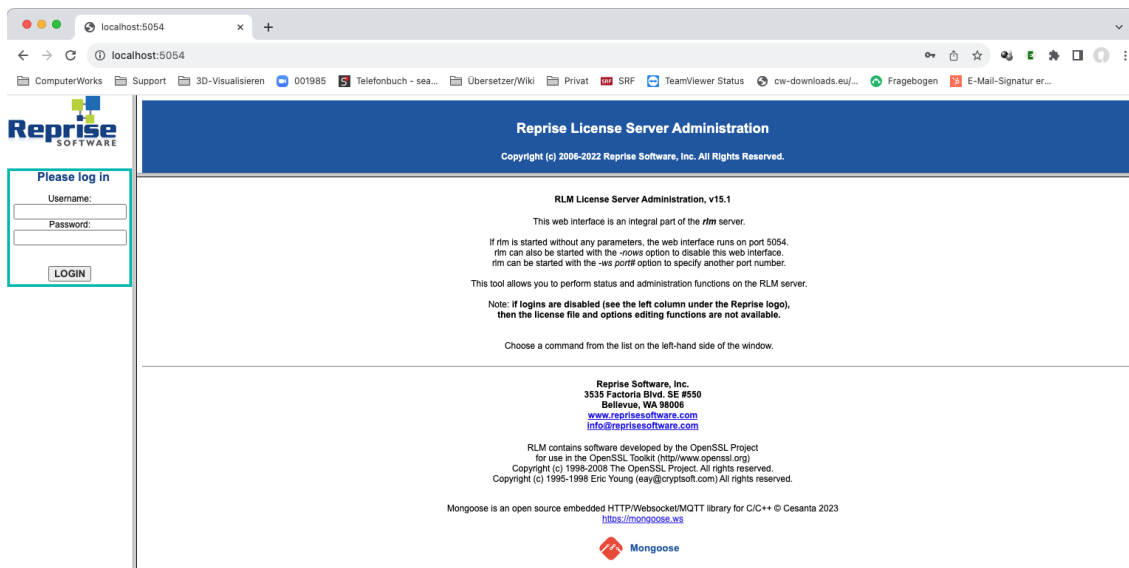 localhost:5054
localhost:5054
ComputerWorks Support 3D-Visualisieren 001985 Telefonbuch - sea... Übersetzer/Wiki Privat SRF SRF TeamViewer Status cw-downloads.eu/... Fragebogen E-Mail-Signatur er...
Reprise
SOFTWARE
Please log in
Username:
Password:
LOGIN
Reprise License Server Administration
Copyright (c) 2006-2022 Reprise Software, Inc. All Rights Reserved.
RLM License Server Administration, v15.1
This web interface is an integral part of the rlm server.
If rlm is started without any parameters, the web interface runs on port 5054.
rlm can also be started with the -nows option to disable this web interface.
rlm can be started with the -ws port# option to specify another port number.
This tool allows you to perform status and administration functions on the RLM server.
Note: if logins are disabled (see the left column under the Reprise logo),
then the license file and options editing functions are not available.
Choose a command from the list on the left-hand side of the window.
Reprise Software, Inc.
3535 Factoria Blvd. SE #550
Bellevue, WA 98006
www.reprisesoftware.com
info@reprisesoftware.com
RLM contains software developed by the OpenSSL Project
for use in the OpenSSL Toolkit (http//www.openssl.org)
Copyright (c) 1998-2008 The OpenSSL Project. All rights reserved.
Copyright (c) 1995-1998 Eric Young (eay@cryptsoft.com) All rights reserved.
Mongoose is an open source embedded HTTP/Websocket/MQTT library for C/C++ © Cesanta 2023
https://mongoose.ws
Mongoose